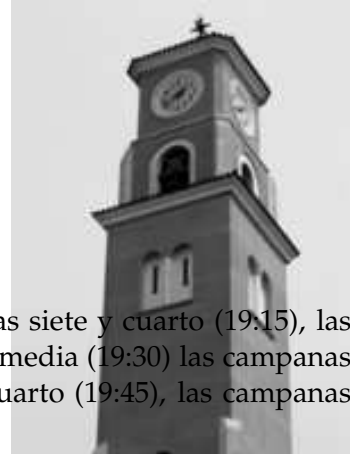 as siete y cuarto (19:15), las
media (19:30) las campanas
uarto (19:45), las campanas